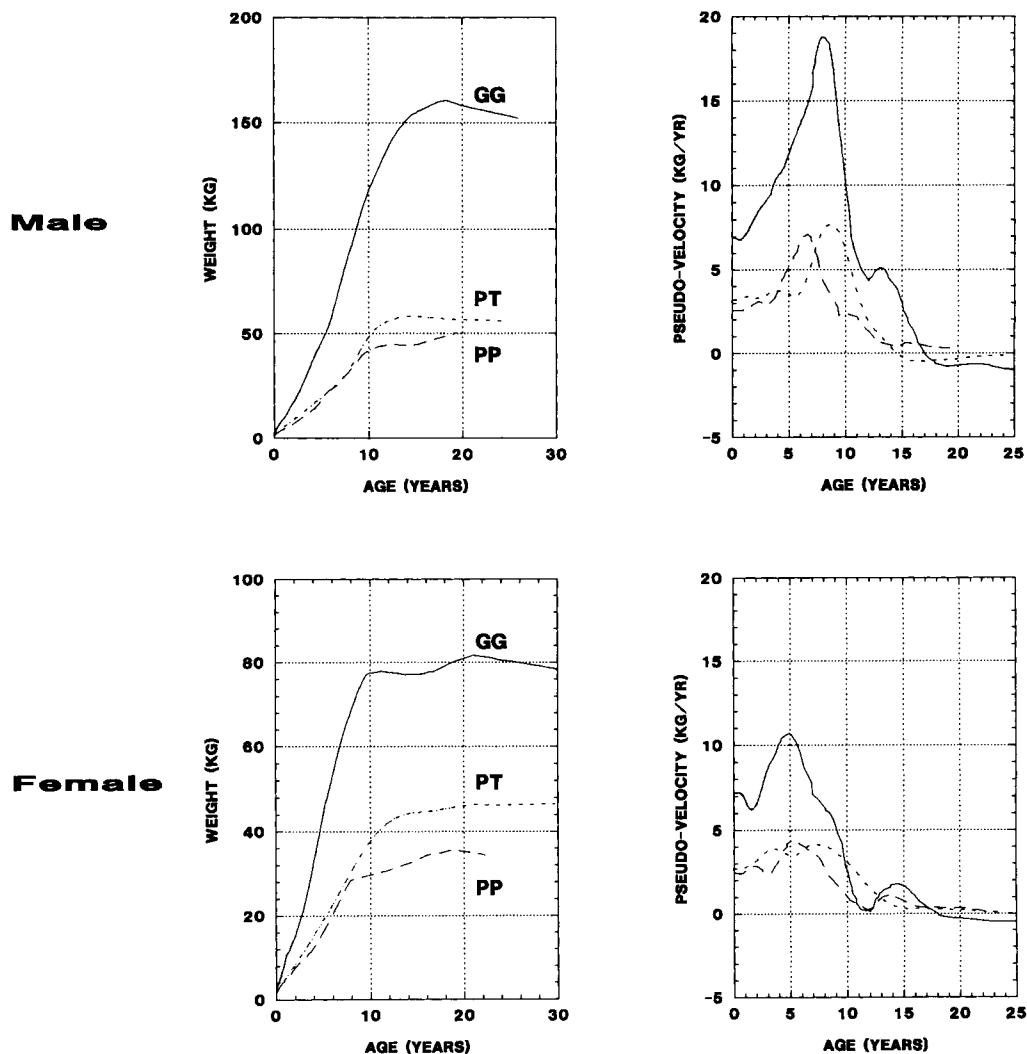 Male
WEIGHT (KG)
200
150
100
50
0
GG
PT
PP
0 10 20 30
AGE (YEARS)
PSEUDO-VELOCITY (KG/YR)
20
15
10
5
0
-5
0 5 10 15 20 25
AGE (YEARS)
Female
WEIGHT (KG)
100
80
60
40
20
0
GG
PT
PP
0 10 20 30
AGE (YEARS)
PSEUDO-VELOCITY (KG/YR)
20
15
10
5
0
-5
0 5 10 15 20 25
AGE (YEARS)